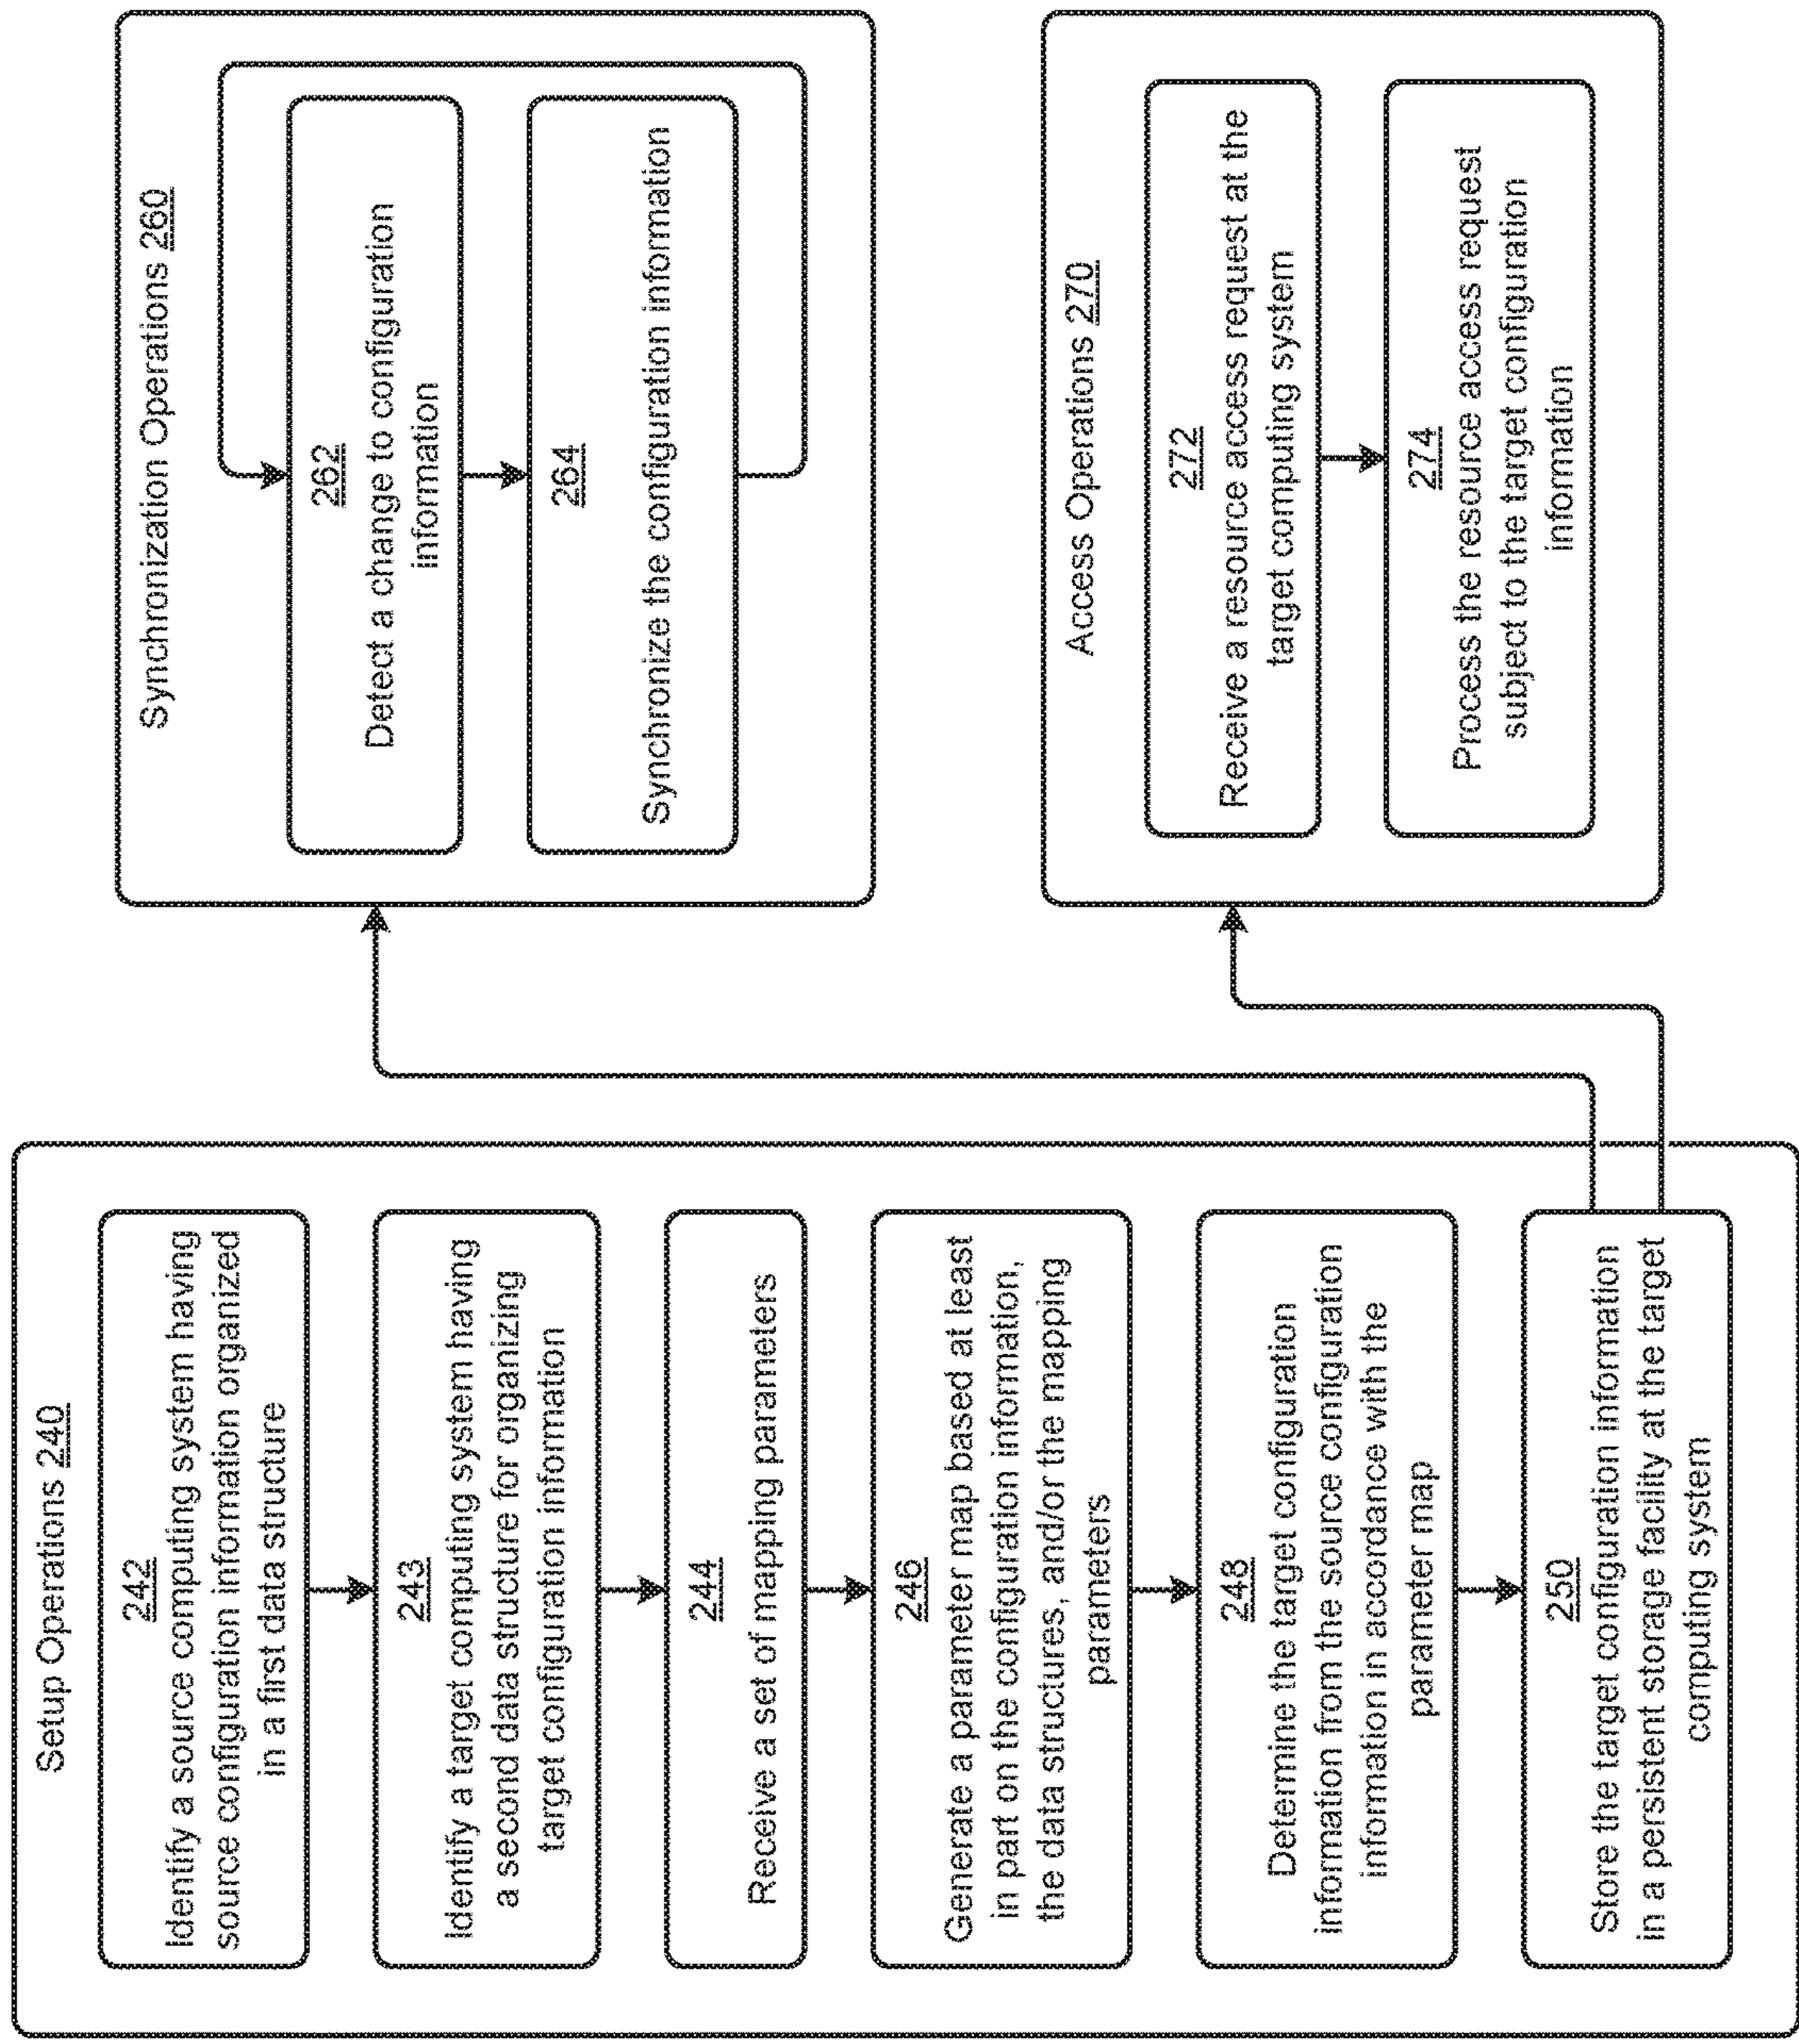 Setup Operations 240
242
Identify a source computing system having
source configuration information organized
in a first data structure
243
Identify a target computing system having
a second data structure for organizing
target configuration information
244
Receive a set of mapping parameters
246
Generate a parameter map based at least
in part on the configuration information,
the data structures, and/or the mapping
parameters
248
Determine the target configuration
information from the source configuration
information in accordance with the
parameter map
250
Store the target configuration information
in a persistent storage facility at the target
computing system
Synchronization Operations 260
262
Detect a change to configuration
information
264
Synchronize the configuration information
Access Operations 270
272
Receive a resource access request at the
target computing system
274
Process the resource access request
subject to the target configuration
information